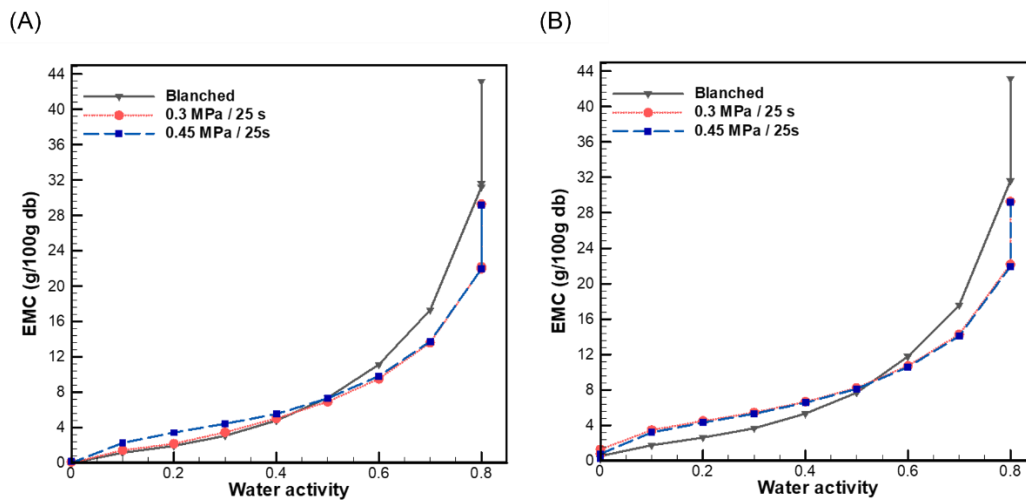 (A)
(B)
44
40
36
32
28
24
20
16
12
8
4
0
EMC (g/100g db)
Blanched
0.3 MPa / 25 s
0.45 MPa / 25s
0
0.2
0.4
0.6
0.8
Water activity
44
40
36
32
28
24
20
16
12
8
4
0
EMC (g/100g db)
Blanched
0.3 MPa / 25 s
0.45 MPa / 25s
0
0.2
0.4
0.6
0.8
Water activity